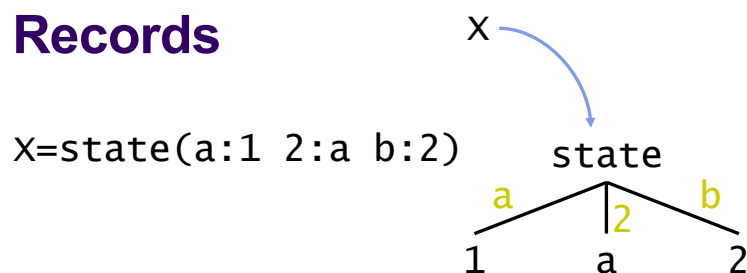 Records
X
X=state(a:1 2:a b:2)
state
a 2 b
1 a 2